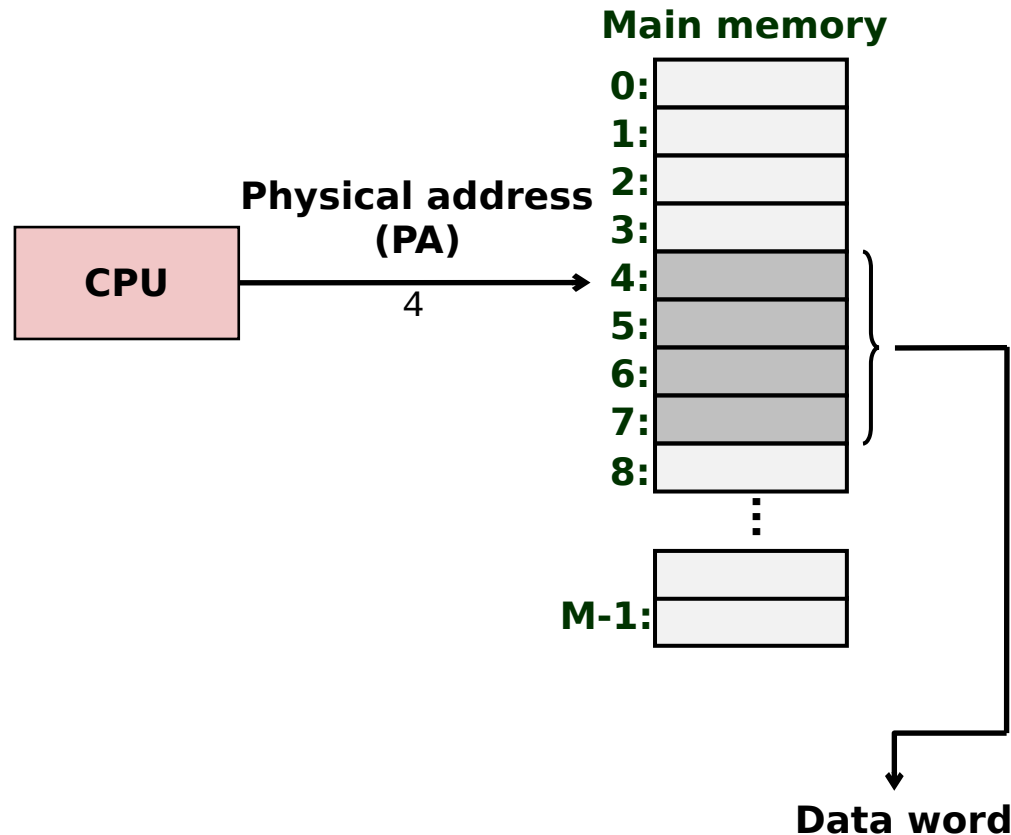 Main memory
0:
1:
2:
Physical address
(PA)
3:
CPU
4:
4
5:
6:
7:
8:
M-1:
Data word